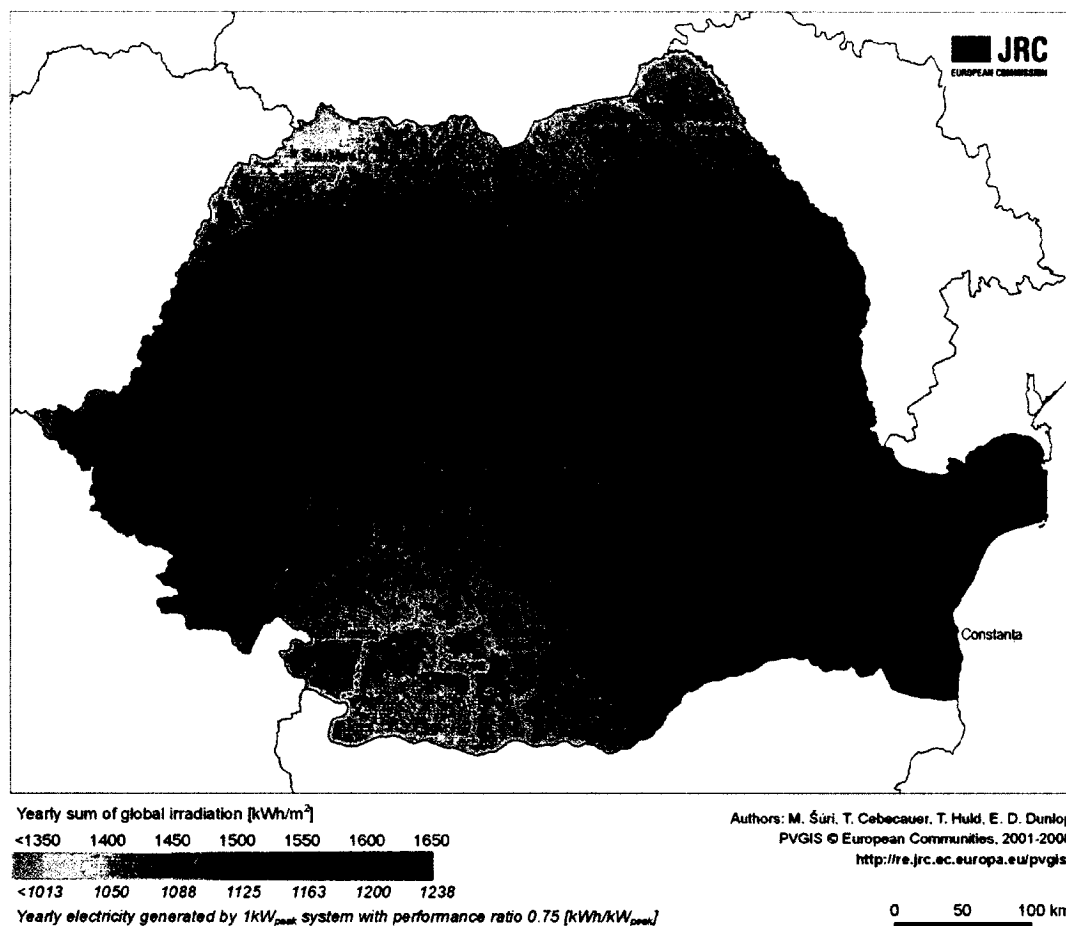 JRC
EUROPEAN COMMISSION
Constanța
Yearly sum of global irradiation [kWh/m²]
<1350 1400 1450 1500 1550 1600 1650
<1013 1050 1088 1125 1163 1200 1238
Yearly electricity generated by 1kWpeak system with performance ratio 0.75 [kWh/kWpeak]
Authors: M. Šúri, T. Cebecauer, T. Huld, E. D. Dunlop
PVGIS © European Communities, 2001-200
http://re.jrc.ec.europa.eu/pvgis
0 50 100 km